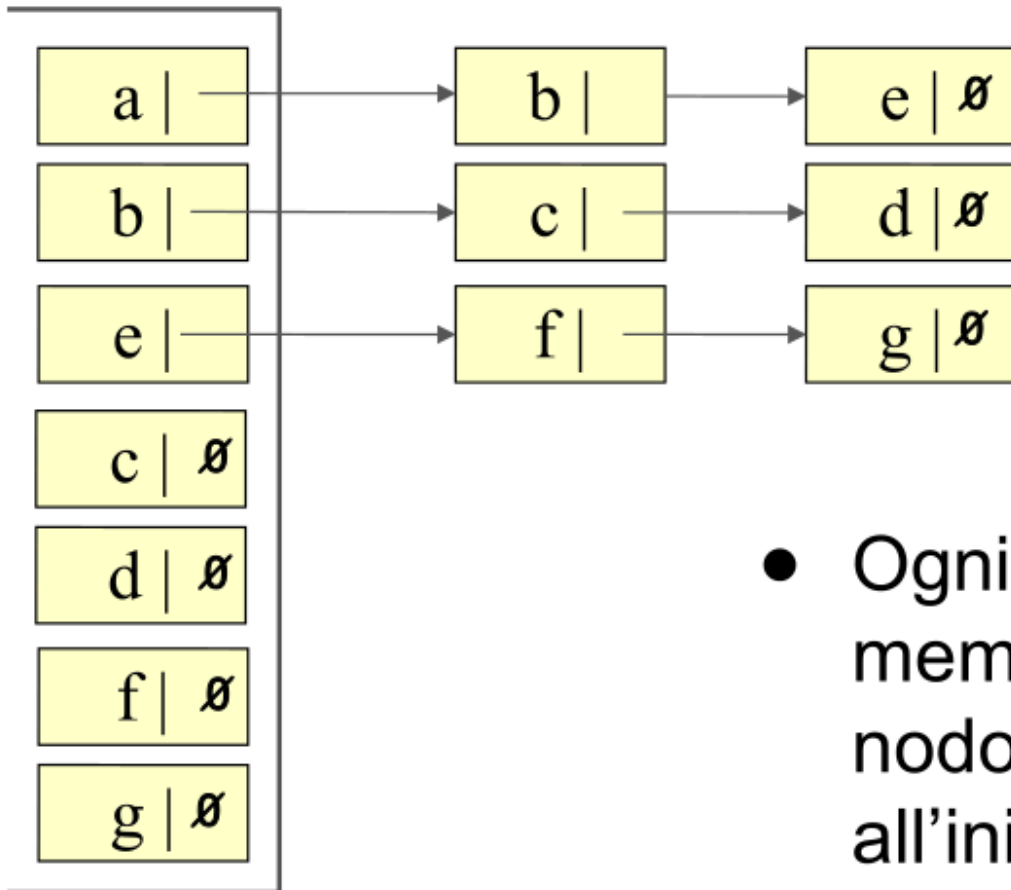 a | b | e | Ø
b | c | d | Ø
e | f | g | Ø
c | Ø
d | Ø
f | Ø
g | Ø
• Ogni
mem
nodo
all'ini